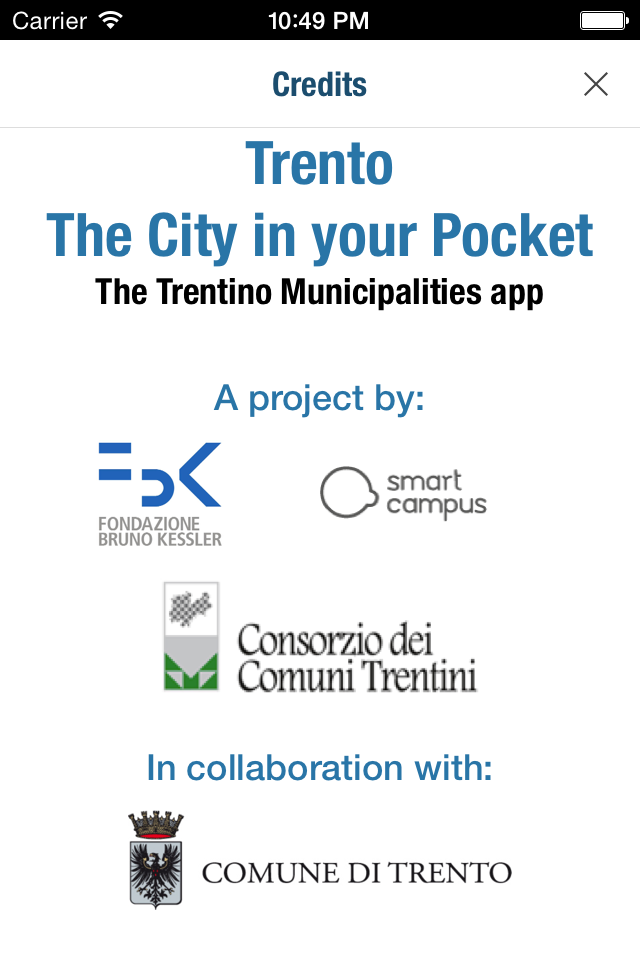 Carrier 10:49 PM
Credits
Trento
The City in your Pocket
The Trentino Municipalities app
A project by:
FBK
FONDAZIONE
BRUNO KESSLER
smart
campus
Consorzio dei
Comuni Trentini
In collaboration with:
COMUNE DI TRENTO